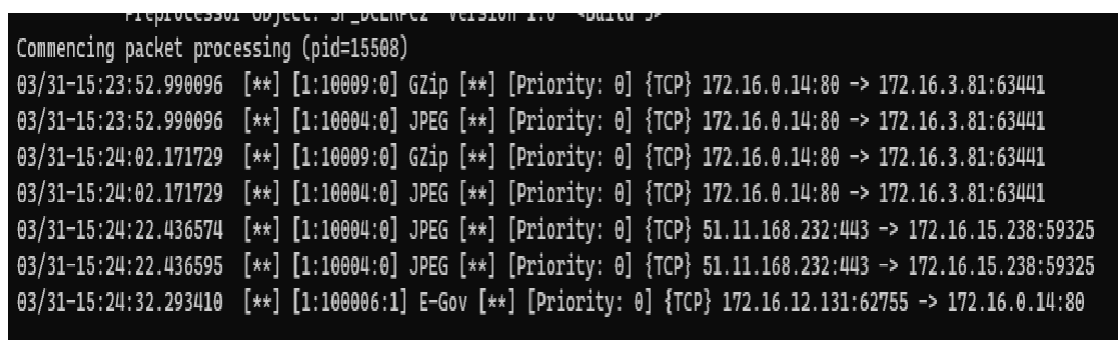 Preprocessor Object: SF_DCERPC2 Version 1.0 <Build 3>
Commencing packet processing (pid=15508)
03/31-15:23:52.990096 [**] [1:10009:0] GZip [**] [Priority: 0] {TCP} 172.16.0.14:80 -> 172.16.3.81:63441
03/31-15:23:52.990096 [**] [1:10004:0] JPEG [**] [Priority: 0] {TCP} 172.16.0.14:80 -> 172.16.3.81:63441
03/31-15:24:02.171729 [**] [1:10009:0] GZip [**] [Priority: 0] {TCP} 172.16.0.14:80 -> 172.16.3.81:63441
03/31-15:24:02.171729 [**] [1:10004:0] JPEG [**] [Priority: 0] {TCP} 172.16.0.14:80 -> 172.16.3.81:63441
03/31-15:24:22.436574 [**] [1:10004:0] JPEG [**] [Priority: 0] {TCP} 51.11.168.232:443 -> 172.16.15.238:59325
03/31-15:24:22.436595 [**] [1:10004:0] JPEG [**] [Priority: 0] {TCP} 51.11.168.232:443 -> 172.16.15.238:59325
03/31-15:24:32.293410 [**] [1:100006:1] E-Gov [**] [Priority: 0] {TCP} 172.16.12.131:62755 -> 172.16.0.14:80